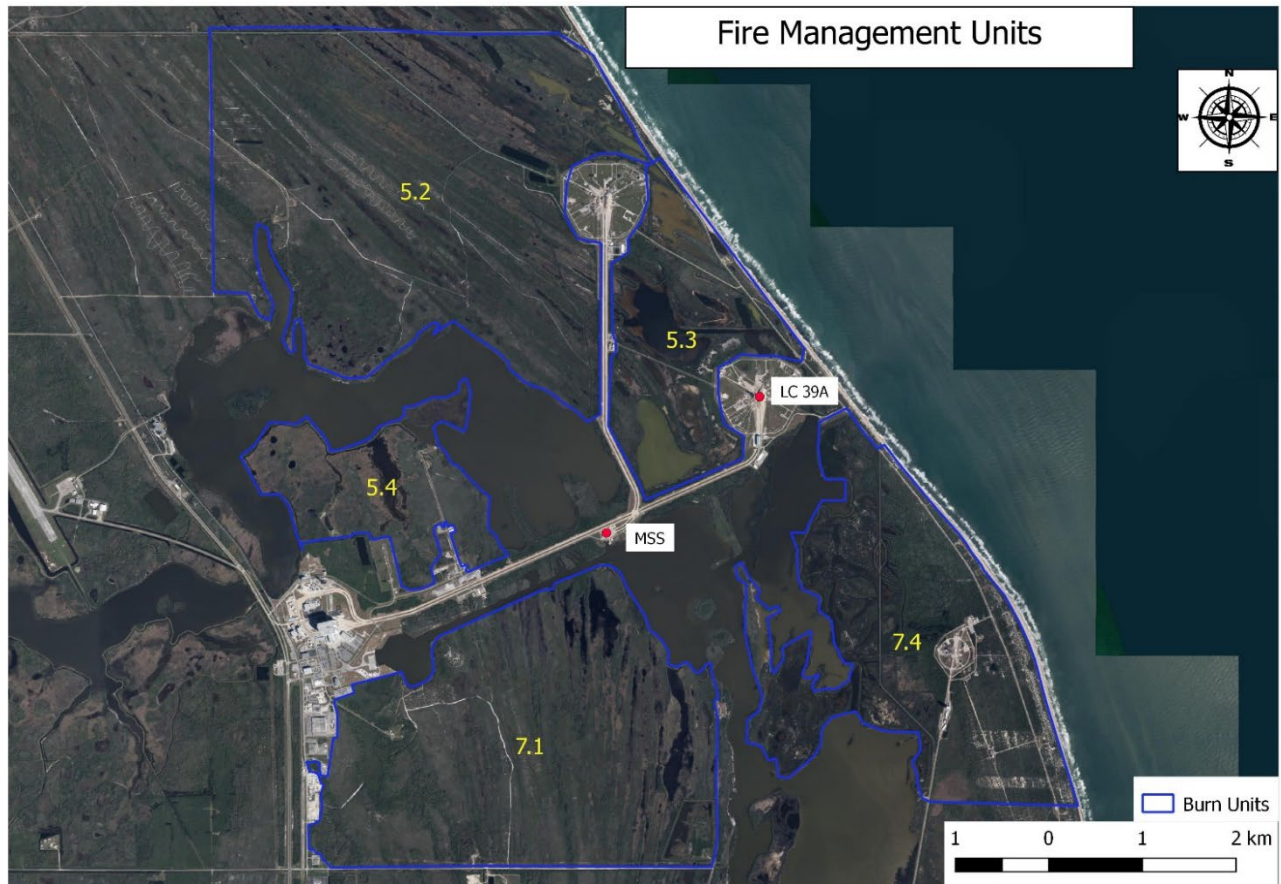 Fire Management Units
N
W E
S
5.2
5.3
LC 39A
5.4
MSS
7.4
7.1
Burn Units
1 0 1 2 km